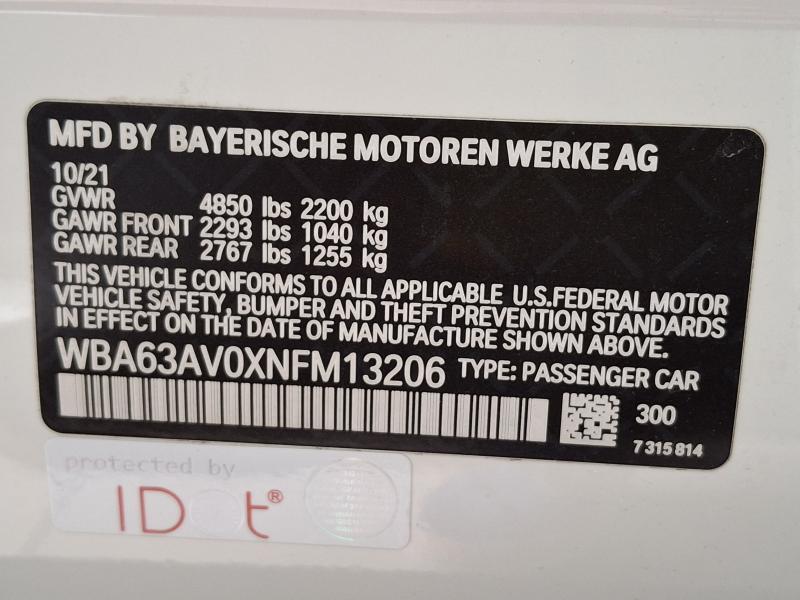 MFD BY BAYERISCHE MOTOREN WERKE AG
10/21
GVWR 4850 lbs 2200 kg
GAWR FRONT 2293 lbs 1040 kg
GAWR REAR 2767 lbs 1255 kg
THIS VEHICLE CONFORMS TO ALL APPLICABLE U.S.FEDERAL MOTOR
VEHICLE SAFETY, BUMPER AND THEFT PREVENTION STANDARDS
IN EFFECT ON THE DATE OF MANUFACTURE SHOWN ABOVE.
WBA63AV0XNFM13206 TYPE: PASSENGER CAR
300
7315814
protected by
IDot®